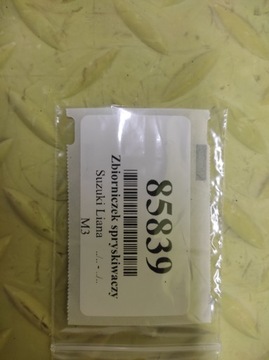 85839
Zbiorniczek spryskiwaczy
Suzuki Liana ./.. - ./..
M3